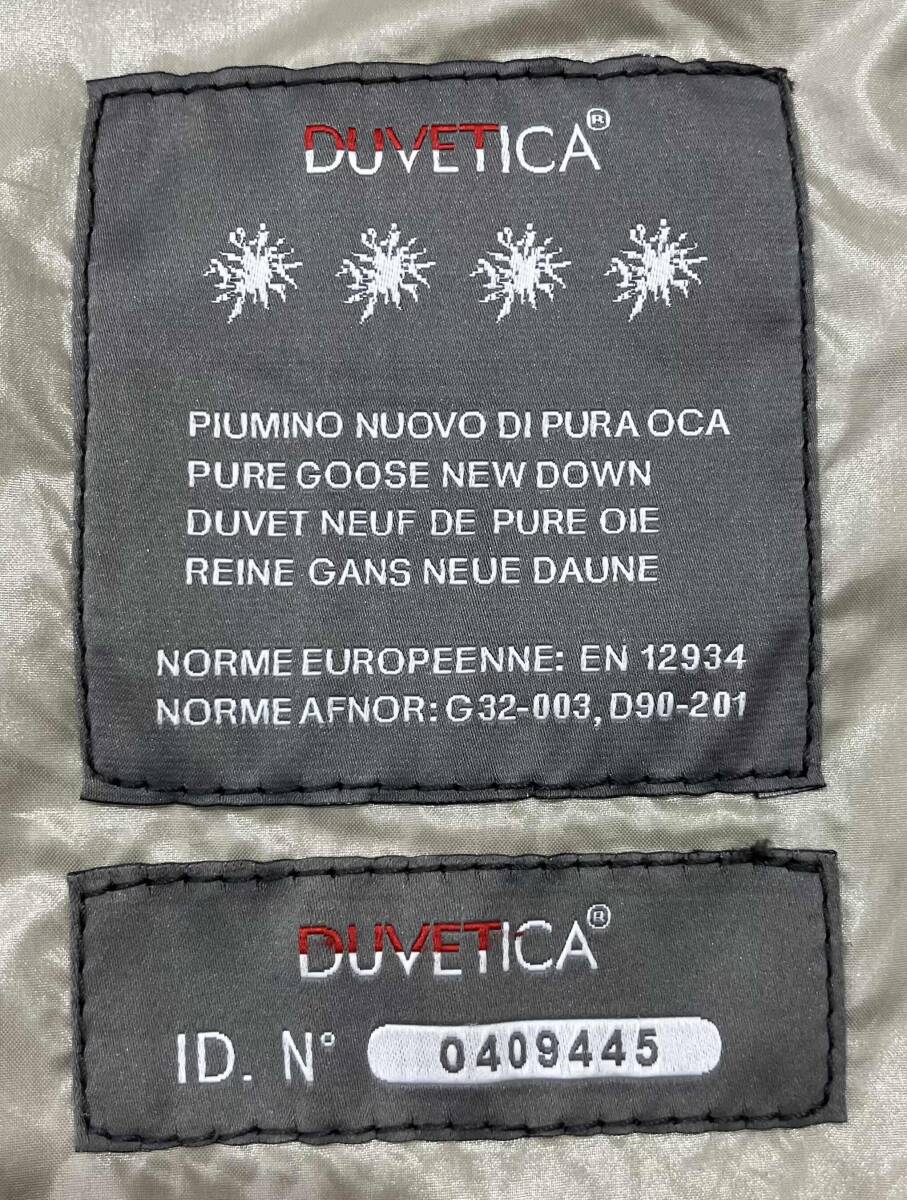 DUVETICA®
PIUMINO NUOVO DI PURA OCA
PURE GOOSE NEW DOWN
DUVET NEUF DE PURE OIE
REINE GANS NEUE DAUNE
NORME EUROPEENNE: EN 12934
NORME AFNOR: G32-003, D90-201
DUVETICA®
ID. N° 0409445